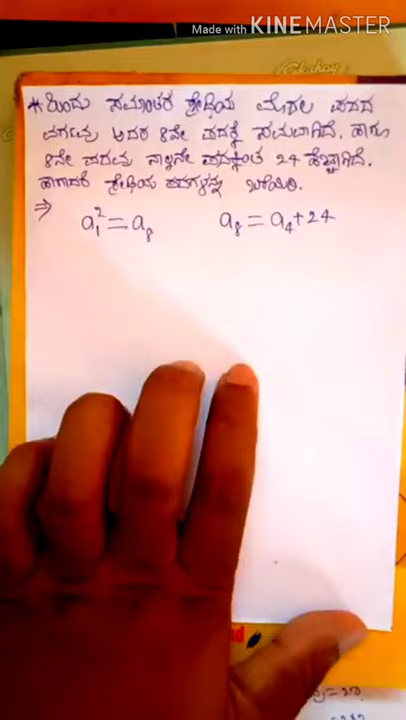 Made with KINEMASTER
* ಒಂದು ಸಮಾಂತರ ಶ್ರೇಢಿಯ ಮೊದಲ ಪದದ
ವರ್ಗವು ಅದರ 8ನೇ ಪದಕ್ಕೆ ಸಮವಾಗಿದೆ. ಹಾಗೂ
8ನೇ ಪದವು ನಾಲ್ಕನೇ ಪದಕ್ಕಿಂತ 24 ಹೆಚ್ಚಾಗಿದೆ.
ಹಾಗಾದರೆ ಶ್ರೇಢಿಯ ಪದಗಳನ್ನು ಬರೆಯಿರಿ.
⇒ a₁² = a₈ a₈ = a₄ + 24